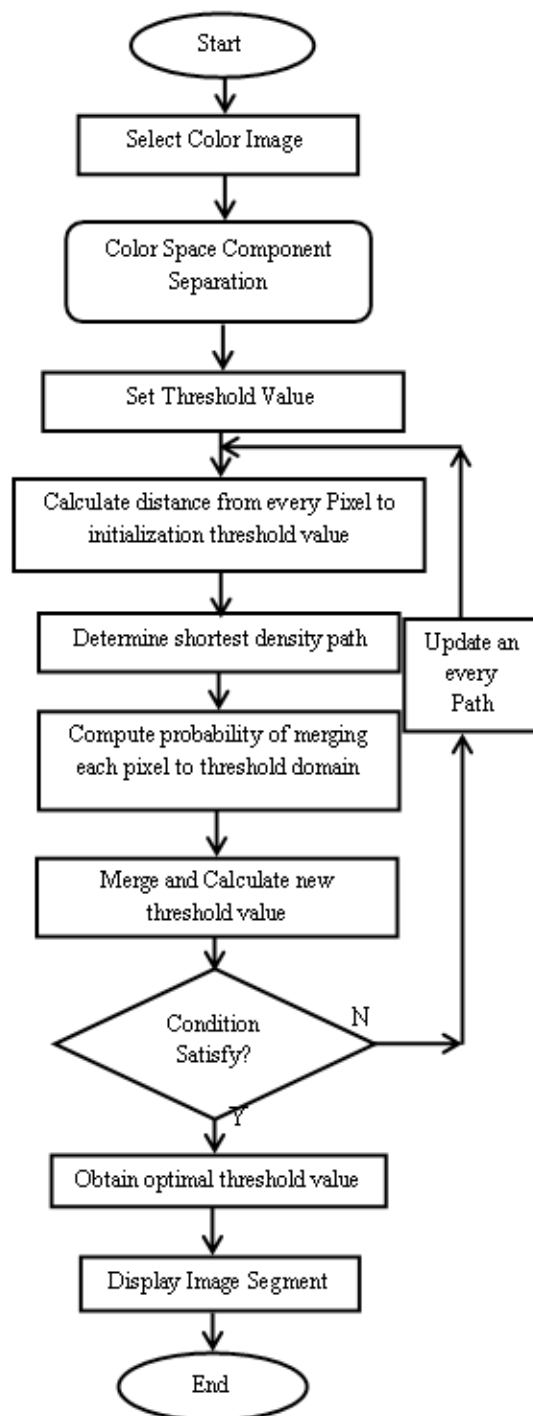 Start
Select Color Image
Color Space Component
Separation
Set Threshold Value
Calculate distance from every Pixel to
initialization threshold value
Determine shortest density path
Update an
every
Path
Compute probability of merging
each pixel to threshold domain
Merge and Calculate new
threshold value
Condition
Satisfy?
N
Y
Obtain optimal threshold value
Display Image Segment
End